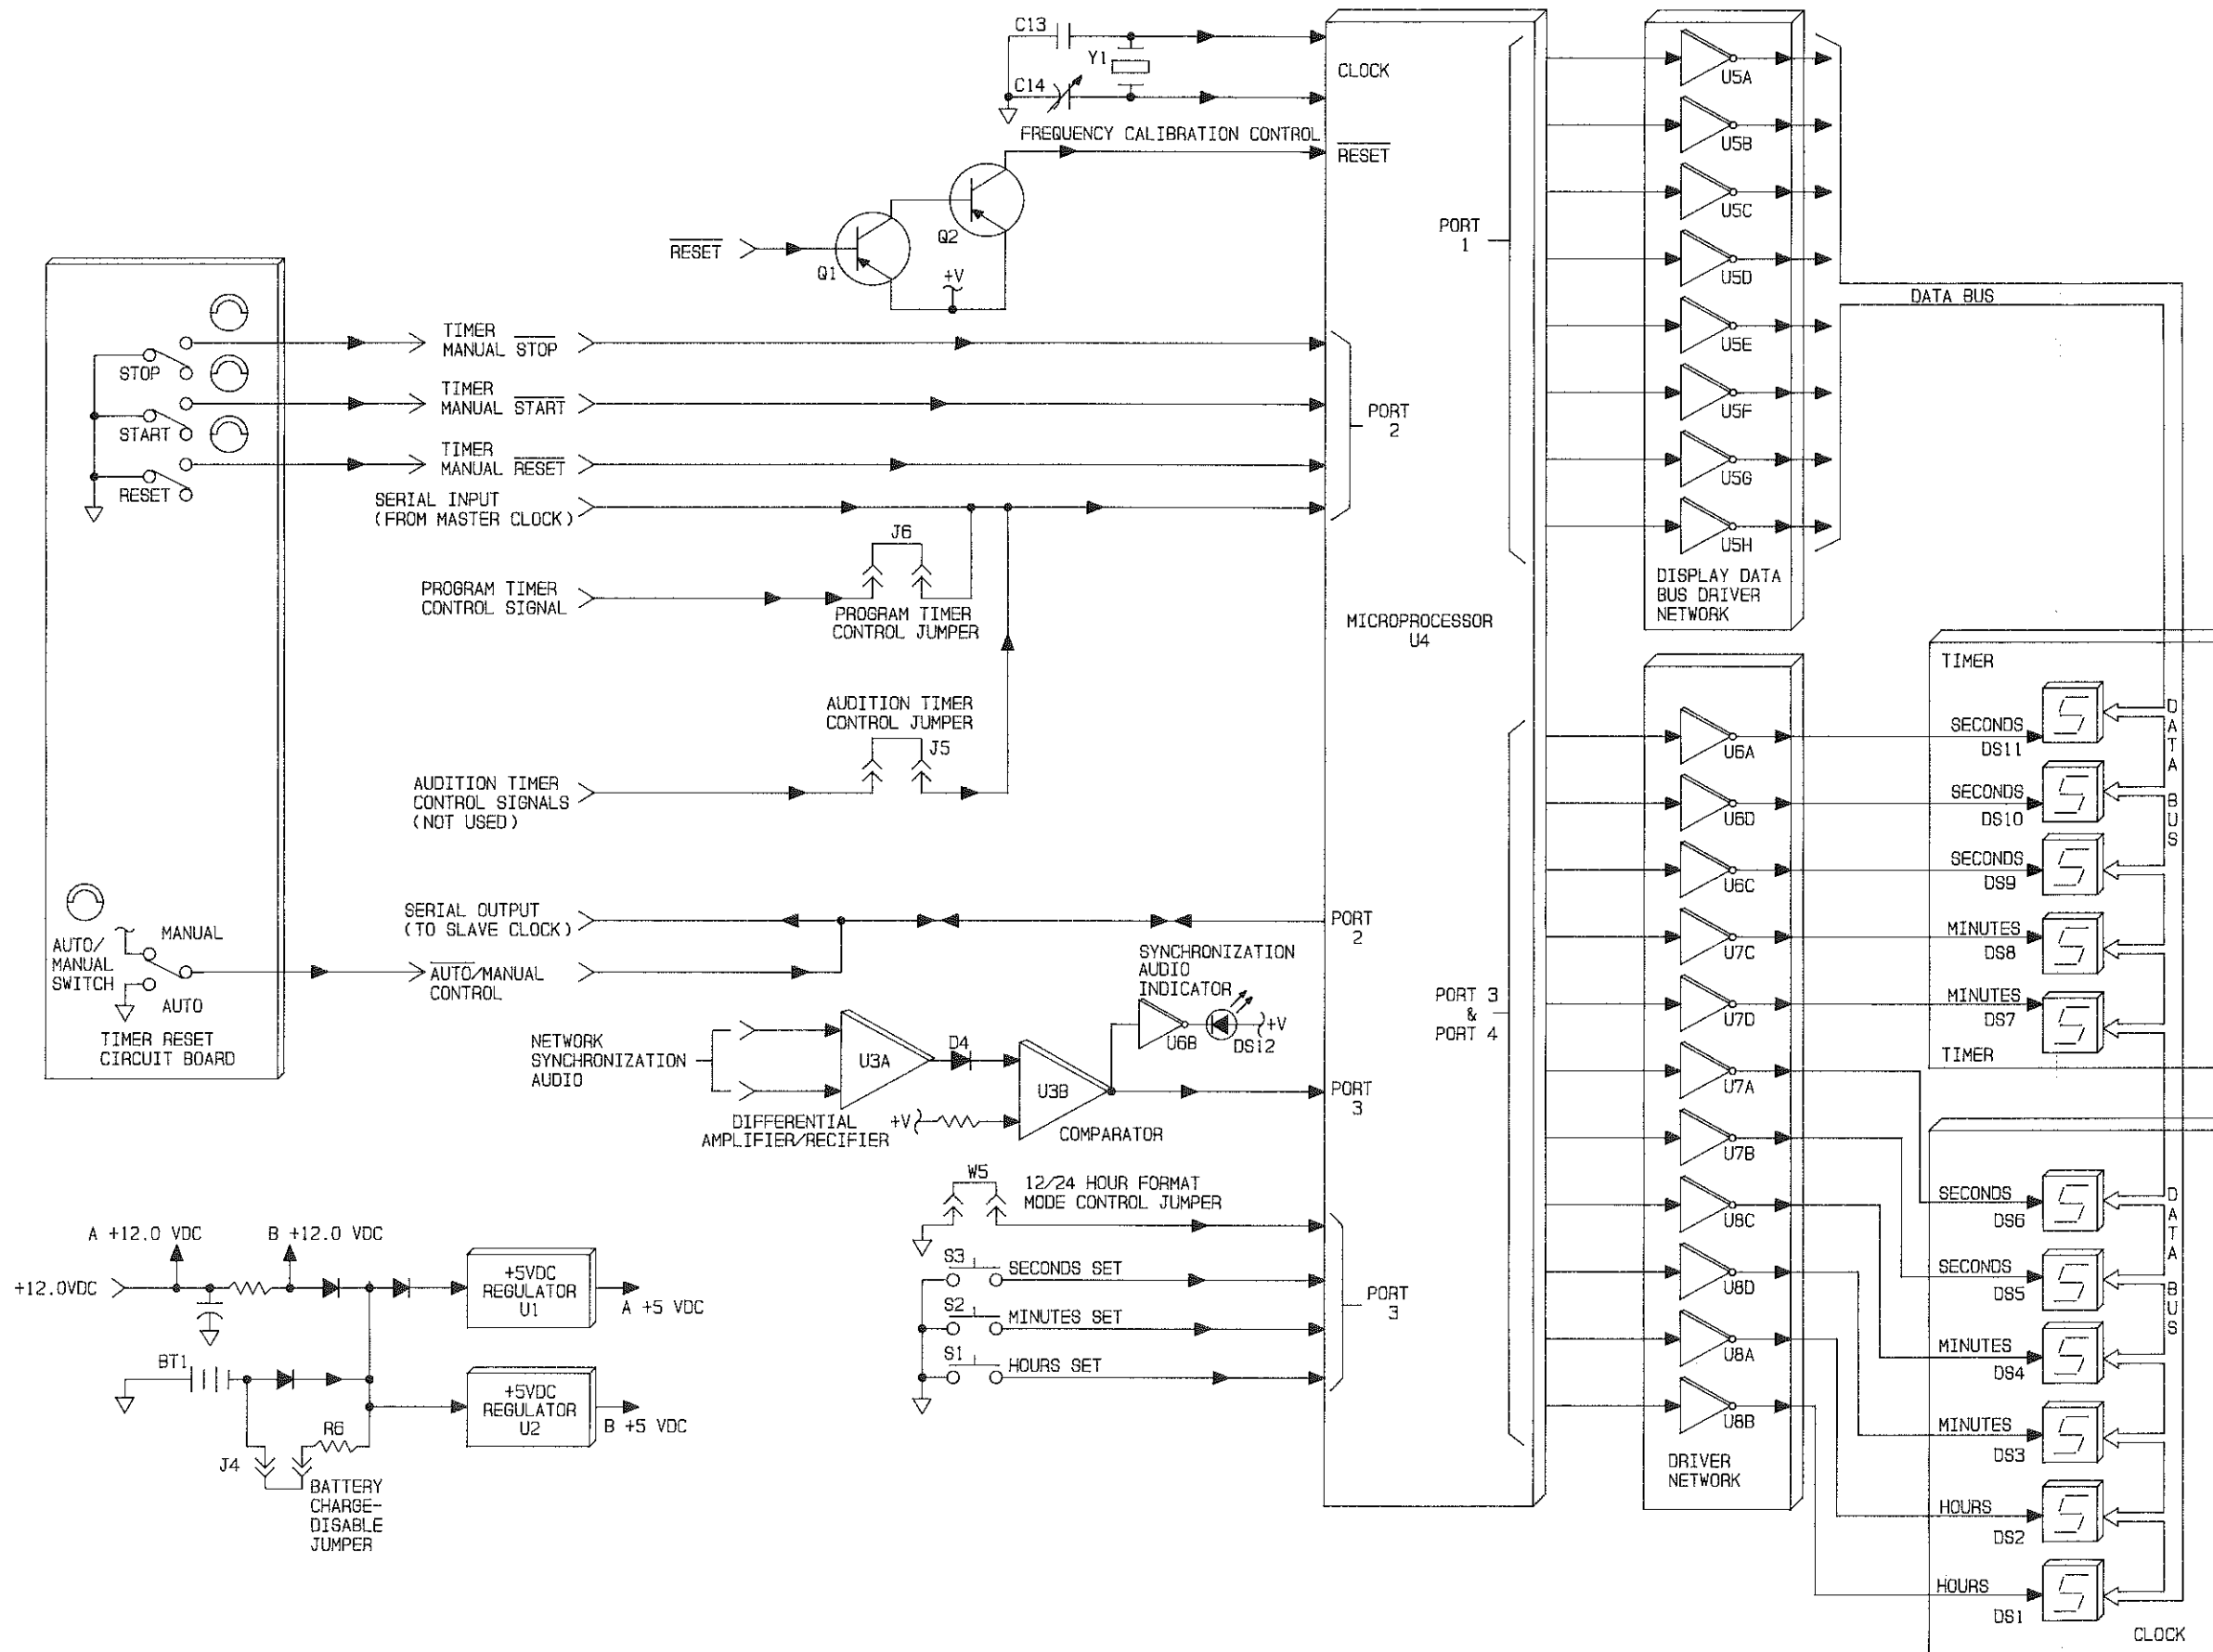 C13
Y1
C14
CLOCK
FREQUENCY CALIBRATION CONTROL
RESET
Q2
RESET
Q1
+V
TIMER
MANUAL STOP
STOP
TIMER
MANUAL START
START
TIMER
MANUAL RESET
RESET
SERIAL INPUT
(FROM MASTER CLOCK)
PORT
2
J6
PROGRAM TIMER
CONTROL SIGNAL
PROGRAM TIMER
CONTROL JUMPER
AUDITION TIMER
CONTROL JUMPER
J5
AUDITION TIMER
CONTROL SIGNALS
(NOT USED)
SERIAL OUTPUT
(TO SLAVE CLOCK)
PORT
2
MANUAL
AUTO/
MANUAL
SWITCH
AUTO
AUTO/MANUAL
CONTROL
TIMER RESET
CIRCUIT BOARD
SYNCHRONIZATION
AUDIO
INDICATOR
U6B
DS12
+V
NETWORK
SYNCHRONIZATION
AUDIO
U3A
D4
U3B
PORT
3
+V
DIFFERENTIAL
AMPLIFIER/RECIFIER
COMPARATOR
W5
12/24 HOUR FORMAT
MODE CONTROL JUMPER
S3
SECONDS SET
S2
MINUTES SET
S1
HOURS SET
PORT
3
A +12.0 VDC
B +12.0 VDC
+12.0VDC
+5VDC
REGULATOR
U1
A +5 VDC
BT1
+5VDC
REGULATOR
U2
B +5 VDC
R6
J4
BATTERY
CHARGE-
DISABLE
JUMPER
MICROPROCESSOR
U4
PORT
1
PORT 3
&
PORT 4
U5A
U5B
U5C
U5D
U5E
U5F
U5G
U5H
DISPLAY DATA
BUS DRIVER
NETWORK
DATA BUS
U6A
U6D
U6C
U7C
U7D
U7A
U7B
U8C
U8D
U8A
U8B
DRIVER
NETWORK
TIMER
SECONDS
DS11
SECONDS
DS10
SECONDS
DS9
MINUTES
DS8
MINUTES
DS7
TIMER
DATA BUS
SECONDS
DS6
SECONDS
DS5
MINUTES
DS4
MINUTES
DS3
HOURS
DS2
HOURS
DS1
DATA BUS
CLOCK